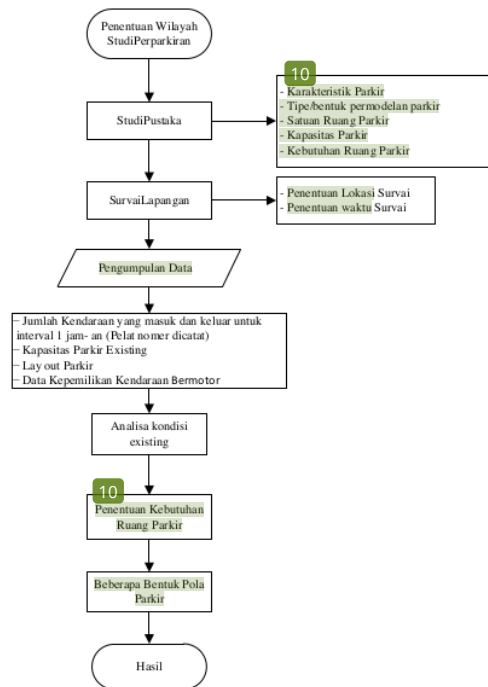 Penentuan Wilayah
StudiPerparkiran
StudiPustaka
10
- Karakteristik Parkir
- Tipe/bentuk permodelan parkir
- Satuan Ruang Parkir
- Kapasitas Parkir
- Kebutuhan Ruang Parkir
SurvaiLapangan
- Penentuan Lokasi Survai
- Penentuan waktu Survai
Pengumpulan Data
− Jumlah Kendaraan yang masuk dan keluar untuk
interval 1 jam- an (Pelat nomer dicatat)
− Kapasitas Parkir Existing
− Lay out Parkir
− Data Kepemilikan Kendaraan Bermotor
Analisa kondisi
existing
10
Penentuan Kebutuhan
Ruang Parkir
Beberapa Bentuk Pola
Parkir
Hasil